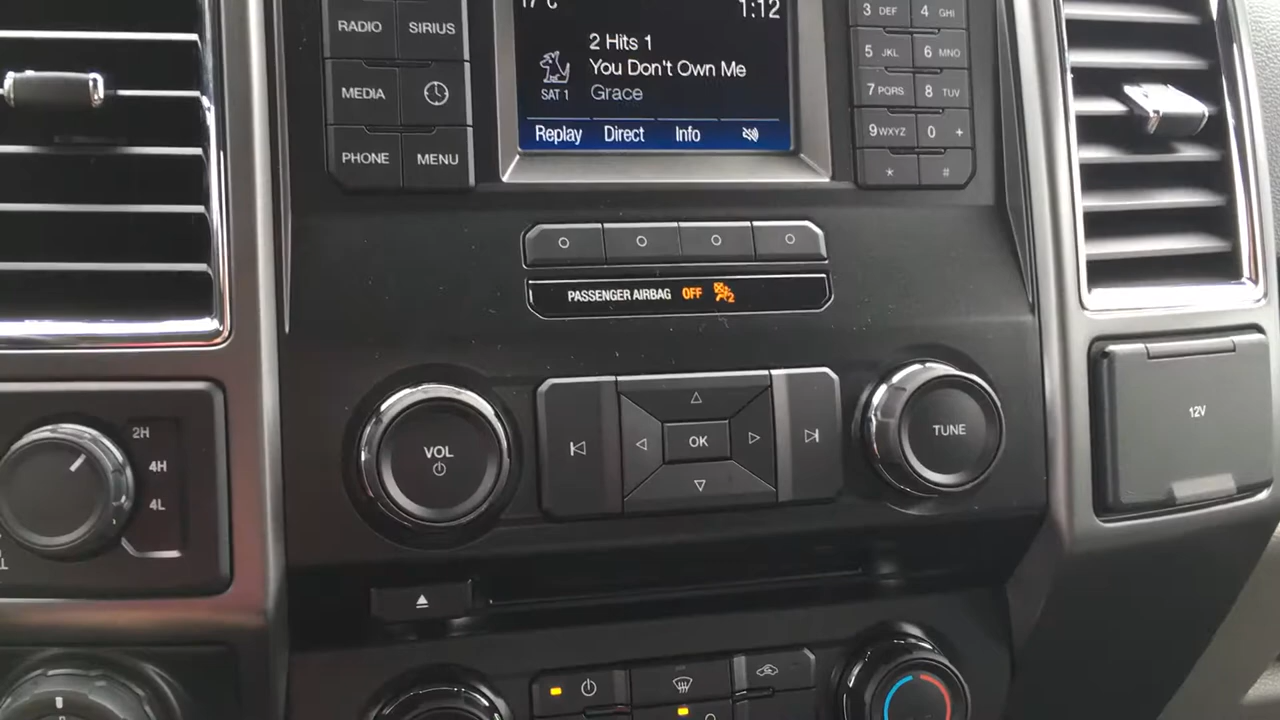 17°C 1:12
RADIO SIRIUS
MEDIA
PHONE MENU
2 Hits 1
You Don't Own Me
SAT 1 Grace
Replay Direct Info
3 DEF 4 GHI
5 JKL 6 MNO
7 PQRS 8 TUV
9 WXYZ 0 +
* #
PASSENGER AIRBAG OFF 2
2H
4H
4L
VOL
OK
TUNE
12V